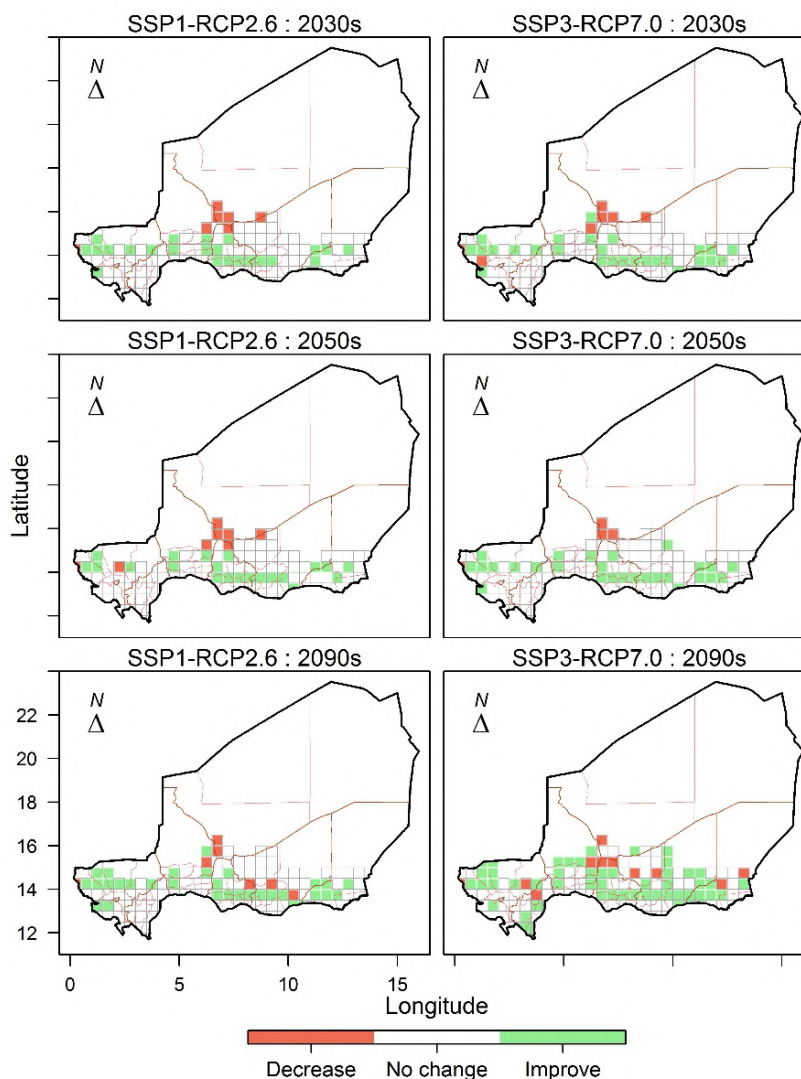 SSP1-RCP2.6 : 2030s
SSP3-RCP7.0 : 2030s
N
Δ
N
Δ
SSP1-RCP2.6 : 2050s
SSP3-RCP7.0 : 2050s
N
Δ
N
Δ
Latitude
SSP1-RCP2.6 : 2090s
SSP3-RCP7.0 : 2090s
N
Δ
N
Δ
22
20
18
16
14
12
0 5 10 15
Longitude
Decrease No change Improve